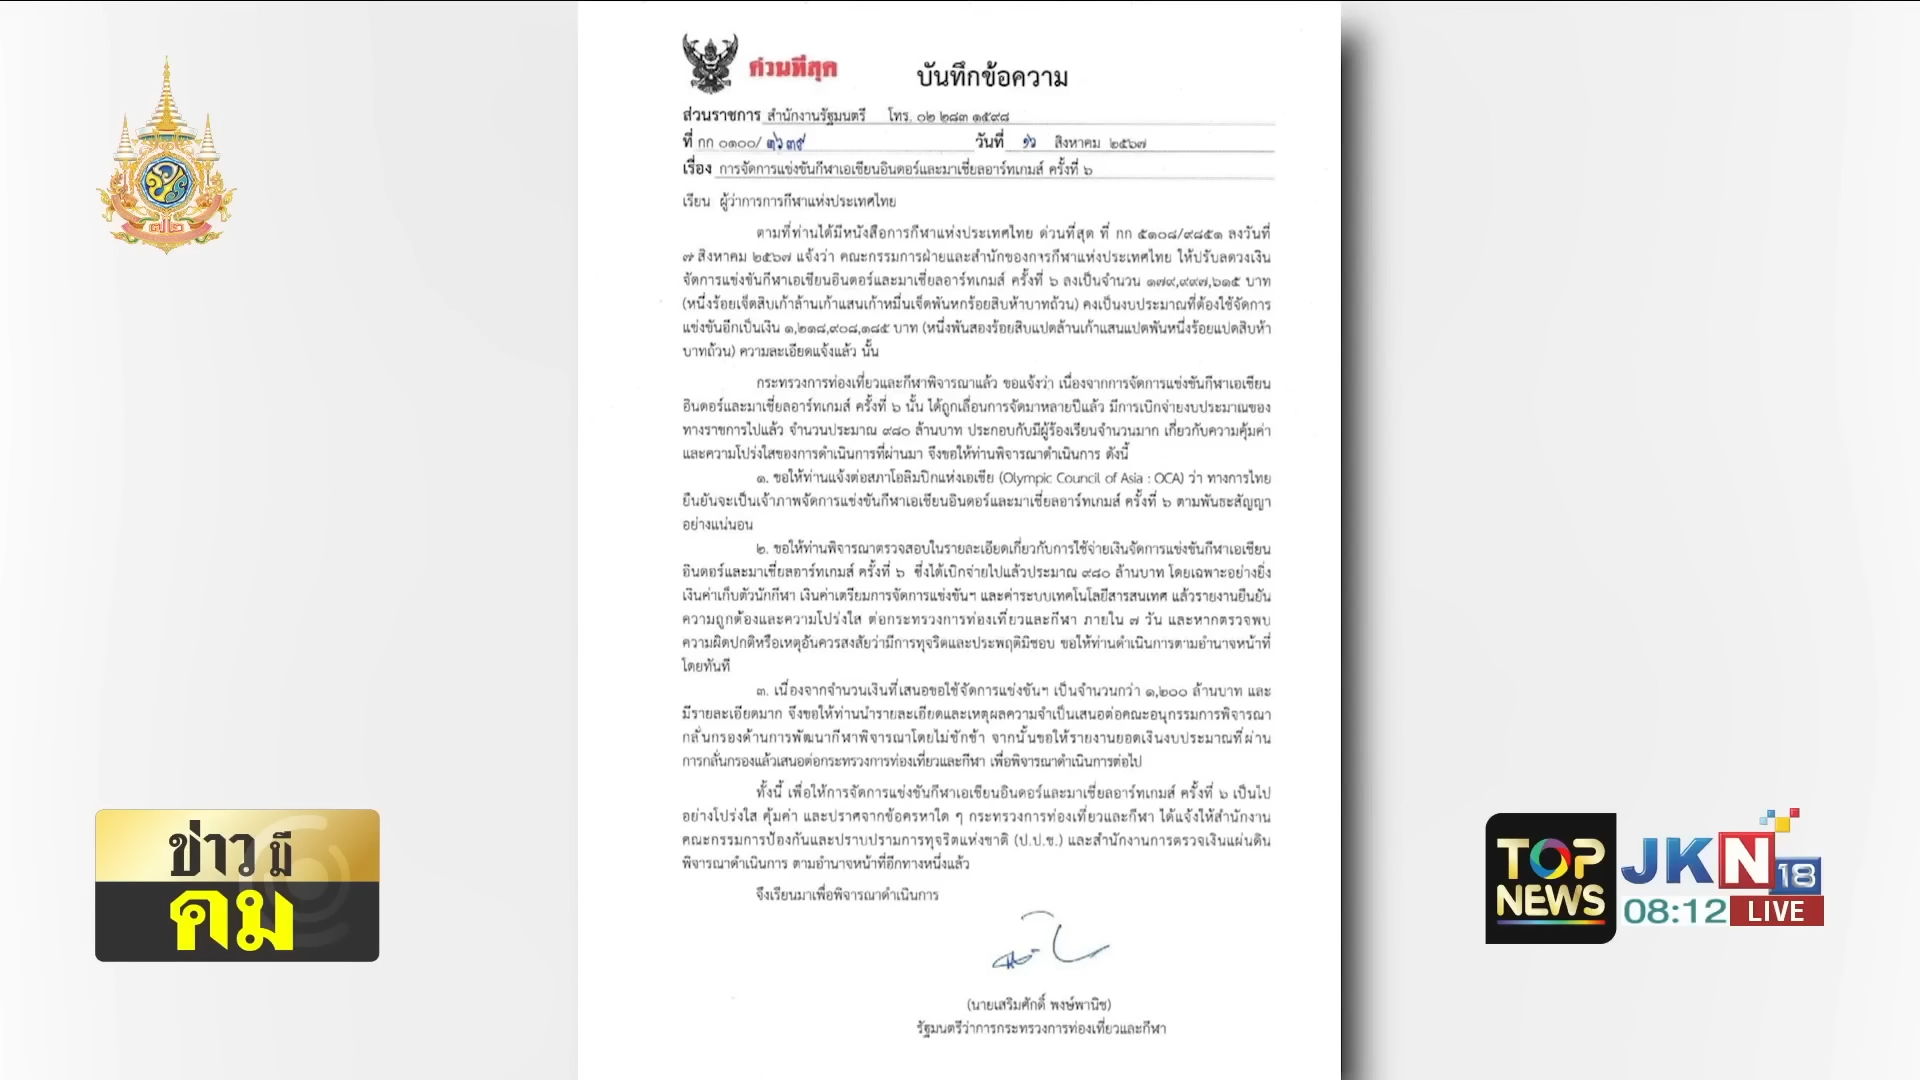 ด่วนที่สุด
บันทึกข้อความ
ส่วนราชการ สำนักงานรัฐมนตรี โทร. ๐๒ ๒๘๓ ๑๕๙๘
ที่ กก ๐๑๐๐/ ๓๖๓๙ วันที่ ๑๖ สิงหาคม ๒๕๖๗
เรื่อง การจัดการแข่งขันกีฬาเอเชียนอินดอร์และมาเชี่ยลอาร์ทเกมส์ ครั้งที่ ๖
เรียน ผู้ว่าการการกีฬาแห่งประเทศไทย
ตามที่ท่านได้มีหนังสือการกีฬาแห่งประเทศไทย ด่วนที่สุด ที่ กก ๕๑๐๘/๙๘๕๑ ลงวันที่
๗ สิงหาคม ๒๕๖๗ แจ้งว่า คณะกรรมการฝ่ายและสำนักของการกีฬาแห่งประเทศไทย ให้ปรับลดวงเงิน
จัดการแข่งขันกีฬาเอเชียนอินดอร์และมาเชี่ยลอาร์ทเกมส์ ครั้งที่ ๖ ลงเป็นจำนวน ๑๗๙,๙๙๗,๖๑๕ บาท
(หนึ่งร้อยเจ็ดสิบเก้าล้านเก้าแสนเก้าหมื่นเจ็ดพันหกร้อยสิบห้าบาทถ้วน) คงเป็นงบประมาณที่ต้องใช้จัดการ
แข่งขันอีกเป็นเงิน ๑,๒๑๘,๙๐๘,๑๘๕ บาท (หนึ่งพันสองร้อยสิบแปดล้านเก้าแสนแปดพันหนึ่งร้อยแปดสิบห้า
บาทถ้วน) ความละเอียดแจ้งแล้ว นั้น
กระทรวงการท่องเที่ยวและกีฬาพิจารณาแล้ว ขอแจ้งว่า เนื่องจากการจัดการแข่งขันกีฬาเอเชียน
อินดอร์และมาเชี่ยลอาร์ทเกมส์ ครั้งที่ ๖ นั้น ได้ถูกเลื่อนการจัดมาหลายปีแล้ว มีการเบิกจ่ายงบประมาณของ
ทางราชการไปแล้ว จำนวนประมาณ ๙๘๐ ล้านบาท ประกอบกับมีผู้ร้องเรียนจำนวนมาก เกี่ยวกับความคุ้มค่า
และความโปร่งใสของการดำเนินการที่ผ่านมา จึงขอให้ท่านพิจารณาดำเนินการ ดังนี้
๑. ขอให้ท่านแจ้งต่อสภาโอลิมปิกแห่งเอเชีย (Olympic Council of Asia : OCA) ว่า ทางการไทย
ยืนยันจะเป็นเจ้าภาพจัดการแข่งขันกีฬาเอเชียนอินดอร์และมาเชี่ยลอาร์ทเกมส์ ครั้งที่ ๖ ตามพันธะสัญญา
อย่างแน่นอน
๒. ขอให้ท่านพิจารณาตรวจสอบในรายละเอียดเกี่ยวกับการใช้จ่ายเงินจัดการแข่งขันกีฬาเอเชียน
อินดอร์และมาเชี่ยลอาร์ทเกมส์ ครั้งที่ ๖ ซึ่งได้เบิกจ่ายไปแล้วประมาณ ๙๘๐ ล้านบาท โดยเฉพาะอย่างยิ่ง
เงินค่าเก็บตัวนักกีฬา เงินค่าเตรียมการจัดการแข่งขันฯ และค่าระบบเทคโนโลยีสารสนเทศ แล้วรายงานยืนยัน
ความถูกต้องและความโปร่งใส ต่อกระทรวงการท่องเที่ยวและกีฬา ภายใน ๗ วัน และหากตรวจพบ
ความผิดปกติหรือเหตุอันควรสงสัยว่ามีการทุจริตและประพฤติมิชอบ ขอให้ท่านดำเนินการตามอำนาจหน้าที่
โดยทันที
๓. เนื่องจากจำนวนเงินที่เสนอขอใช้จัดการแข่งขันฯ เป็นจำนวนกว่า ๑,๒๐๐ ล้านบาท และ
มีรายละเอียดมาก จึงขอให้ท่านนำรายละเอียดและเหตุผลความจำเป็นเสนอต่อคณะอนุกรรมการพิจารณา
กลั่นกรองด้านการพัฒนากีฬาพิจารณาโดยไม่ชักช้า จากนั้นขอให้รายงานยอดเงินงบประมาณที่ผ่าน
การกลั่นกรองแล้วเสนอต่อกระทรวงการท่องเที่ยวและกีฬา เพื่อพิจารณาดำเนินการต่อไป
ทั้งนี้ เพื่อให้การจัดการแข่งขันกีฬาเอเชียนอินดอร์และมาเชี่ยลอาร์ทเกมส์ ครั้งที่ ๖ เป็นไป
อย่างโปร่งใส คุ้มค่า และปราศจากข้อครหาใด ๆ กระทรวงการท่องเที่ยวและกีฬา ได้แจ้งให้สำนักงาน
คณะกรรมการป้องกันและปราบปรามการทุจริตแห่งชาติ (ป.ป.ช.) และสำนักงานการตรวจเงินแผ่นดิน
พิจารณาดำเนินการ ตามอำนาจหน้าที่อีกทางหนึ่งแล้ว
จึงเรียนมาเพื่อพิจารณาดำเนินการ
(นายเสริมศักดิ์ พงษ์พานิช)
รัฐมนตรีว่าการกระทรวงการท่องเที่ยวและกีฬา
ข่าวมี
คม
TOP
NEWS
JKN 18
08:12 LIVE